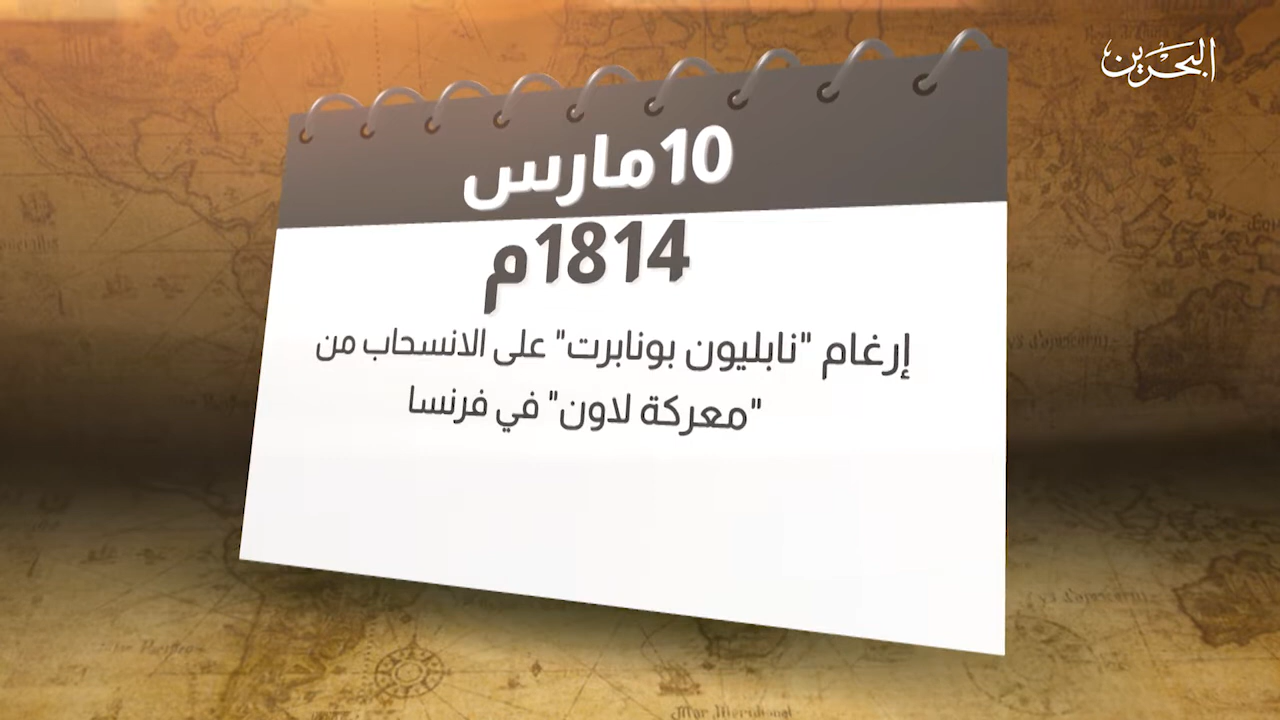 البحرين
10مارس
1814م
إرغام "نابليون بونابرت" على الانسحاب من
"معركة لاون" في فرنسا